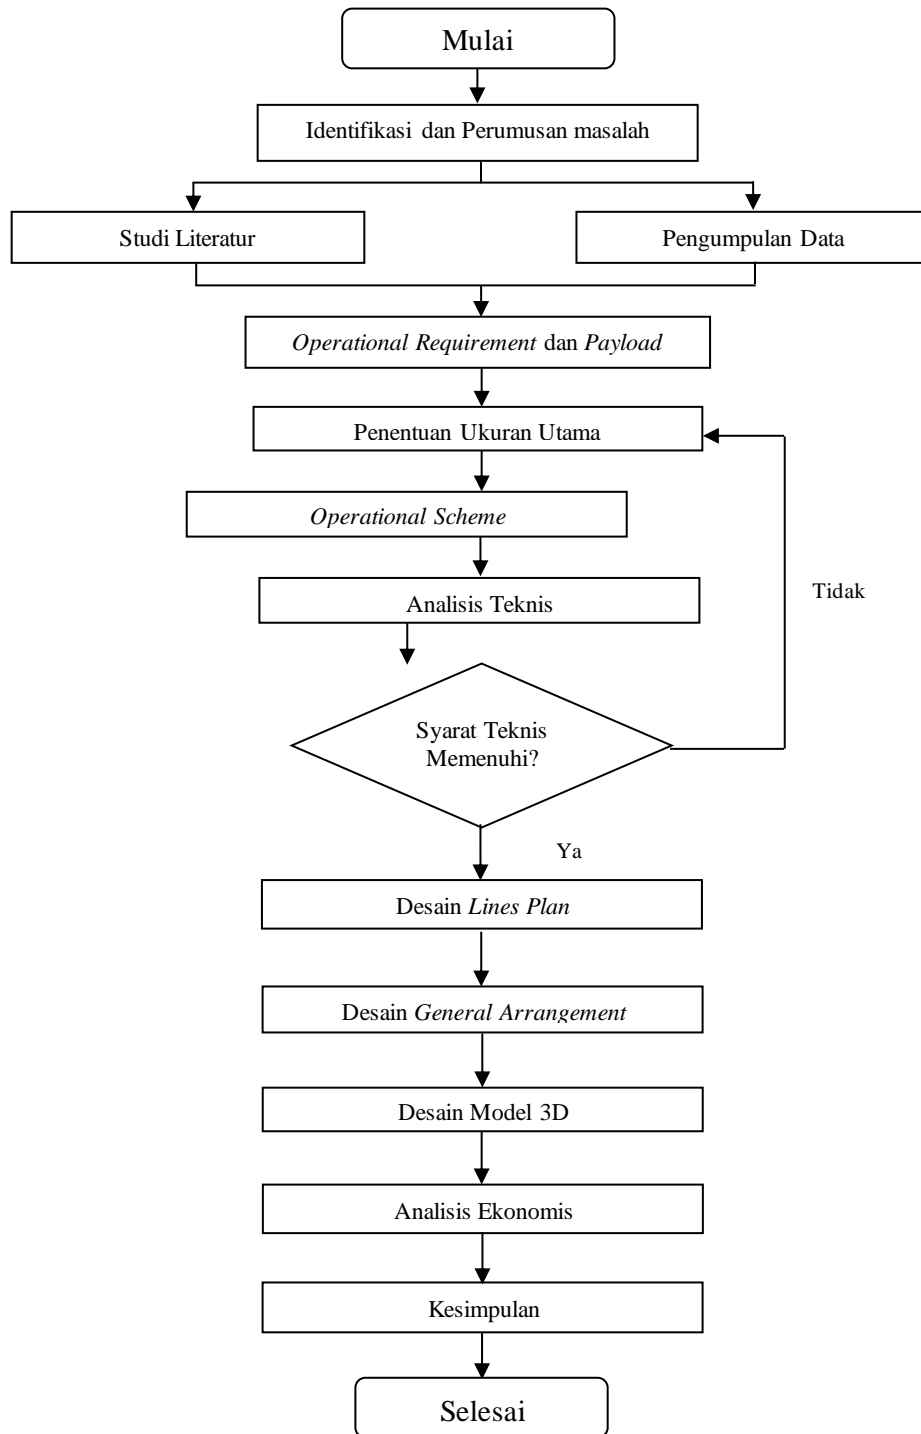 Mulai
Identifikasi dan Perumusan masalah
Studi Literatur
Pengumpulan Data
Operational Requirement dan Payload
Penentuan Ukuran Utama
Operational Scheme
Analisis Teknis
Tidak
Syarat Teknis
Memenuhi?
Ya
Desain Lines Plan
Desain General Arrangement
Desain Model 3D
Analisis Ekonomis
Kesimpulan
Selesai